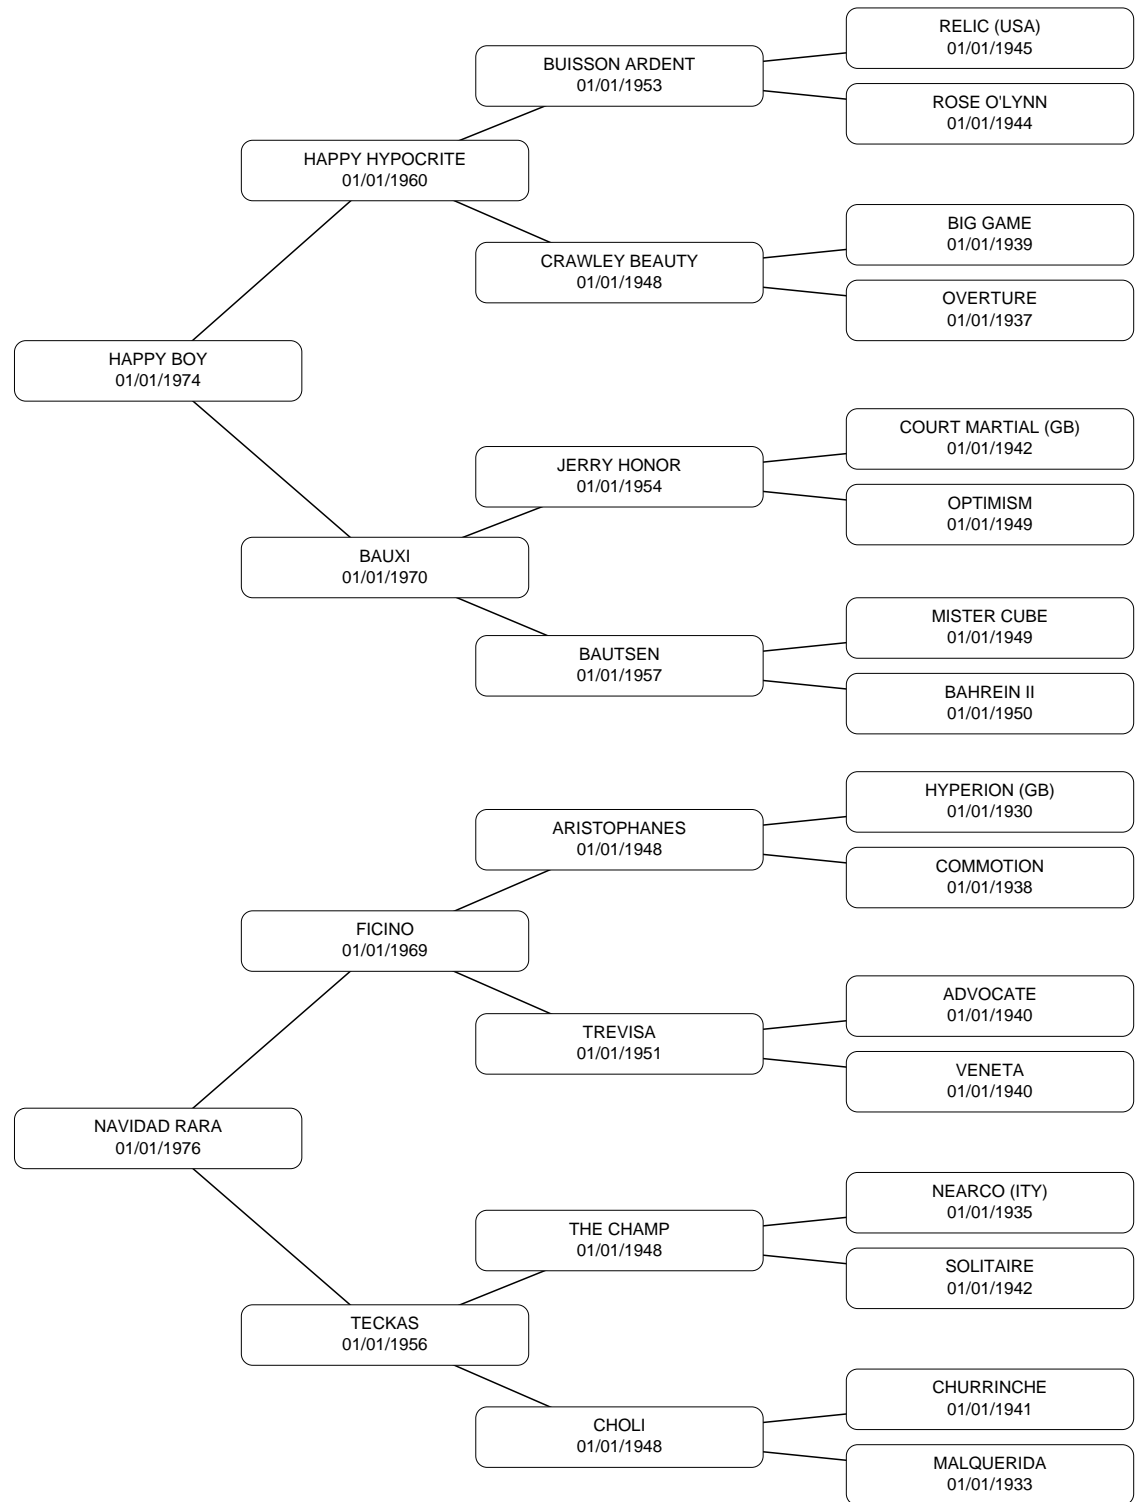 RELIC (USA)
01/01/1945
BUISSON ARDENT
01/01/1953
ROSE O'LYNN
01/01/1944
HAPPY HYPOCRITE
01/01/1960
BIG GAME
01/01/1939
CRAWLEY BEAUTY
01/01/1948
OVERTURE
01/01/1937
HAPPY BOY
01/01/1974
COURT MARTIAL (GB)
01/01/1942
JERRY HONOR
01/01/1954
OPTIMISM
01/01/1949
BAUXI
01/01/1970
MISTER CUBE
01/01/1949
BAUTSEN
01/01/1957
BAHREIN II
01/01/1950
HYPERION (GB)
01/01/1930
ARISTOPHANES
01/01/1948
COMMOTION
01/01/1938
FICINO
01/01/1969
ADVOCATE
01/01/1940
TREVISA
01/01/1951
VENETA
01/01/1940
NAVIDAD RARA
01/01/1976
NEARCO (ITY)
01/01/1935
THE CHAMP
01/01/1948
SOLITAIRE
01/01/1942
TECKAS
01/01/1956
CHURRINCHE
01/01/1941
CHOLI
01/01/1948
MALQUERIDA
01/01/1933